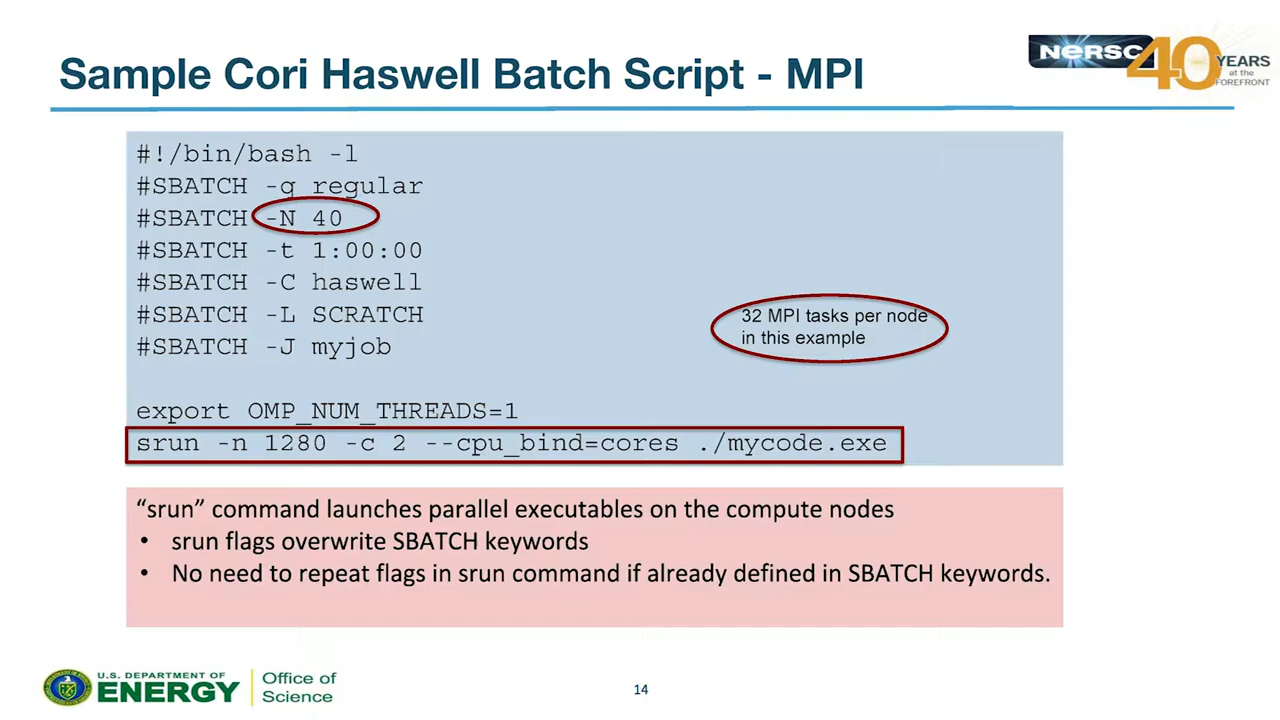 Sample Cori Haswell Batch Script - MPI
NERSC 40 YEARS
at the
FOREFRONT
#!/bin/bash -l
#SBATCH -q regular
#SBATCH -N 40
#SBATCH -t 1:00:00
#SBATCH -C haswell
#SBATCH -L SCRATCH
#SBATCH -J myjob
32 MPI tasks per node
in this example
export OMP_NUM_THREADS=1
srun -n 1280 -c 2 --cpu_bind=cores ./mycode.exe
“srun” command launches parallel executables on the compute nodes
• srun flags overwrite SBATCH keywords
• No need to repeat flags in srun command if already defined in SBATCH keywords.
U.S. DEPARTMENT OF
ENERGY
Office of
Science
14